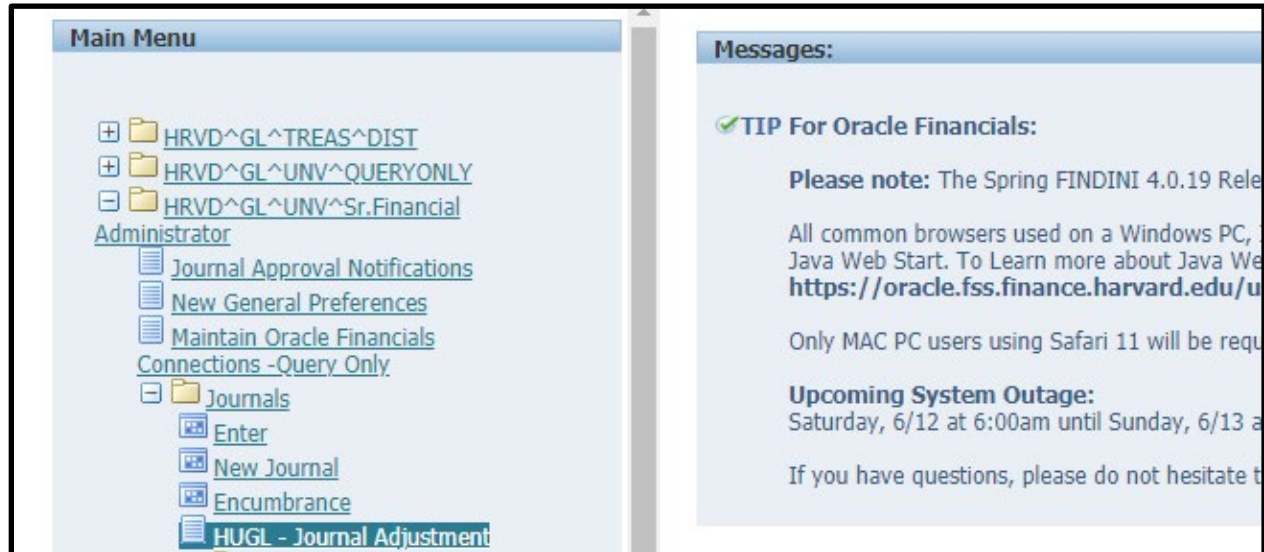 Main Menu
HRVD^GL^TREAS^DIST
HRVD^GL^UNV^QUERYONLY
HRVD^GL^UNV^Sr.Financial
Administrator
Journal Approval Notifications
New General Preferences
Maintain Oracle Financials
Connections -Query Only
Journals
Enter
New Journal
Encumbrance
HUGL - Journal Adjustment
Messages:
TIP For Oracle Financials:
Please note: The Spring FINDINI 4.0.19
All common browsers used on a Windows PC,
Java Web Start. To Learn more about Java
https://oracle.fss.finance.harvard.edu/u
Only MAC PC users using Safari 11 will be
Upcoming System Outage:
Saturday, 6/12 at 6:00am until Sunday, 6/13
If you have questions, please do not hesitate